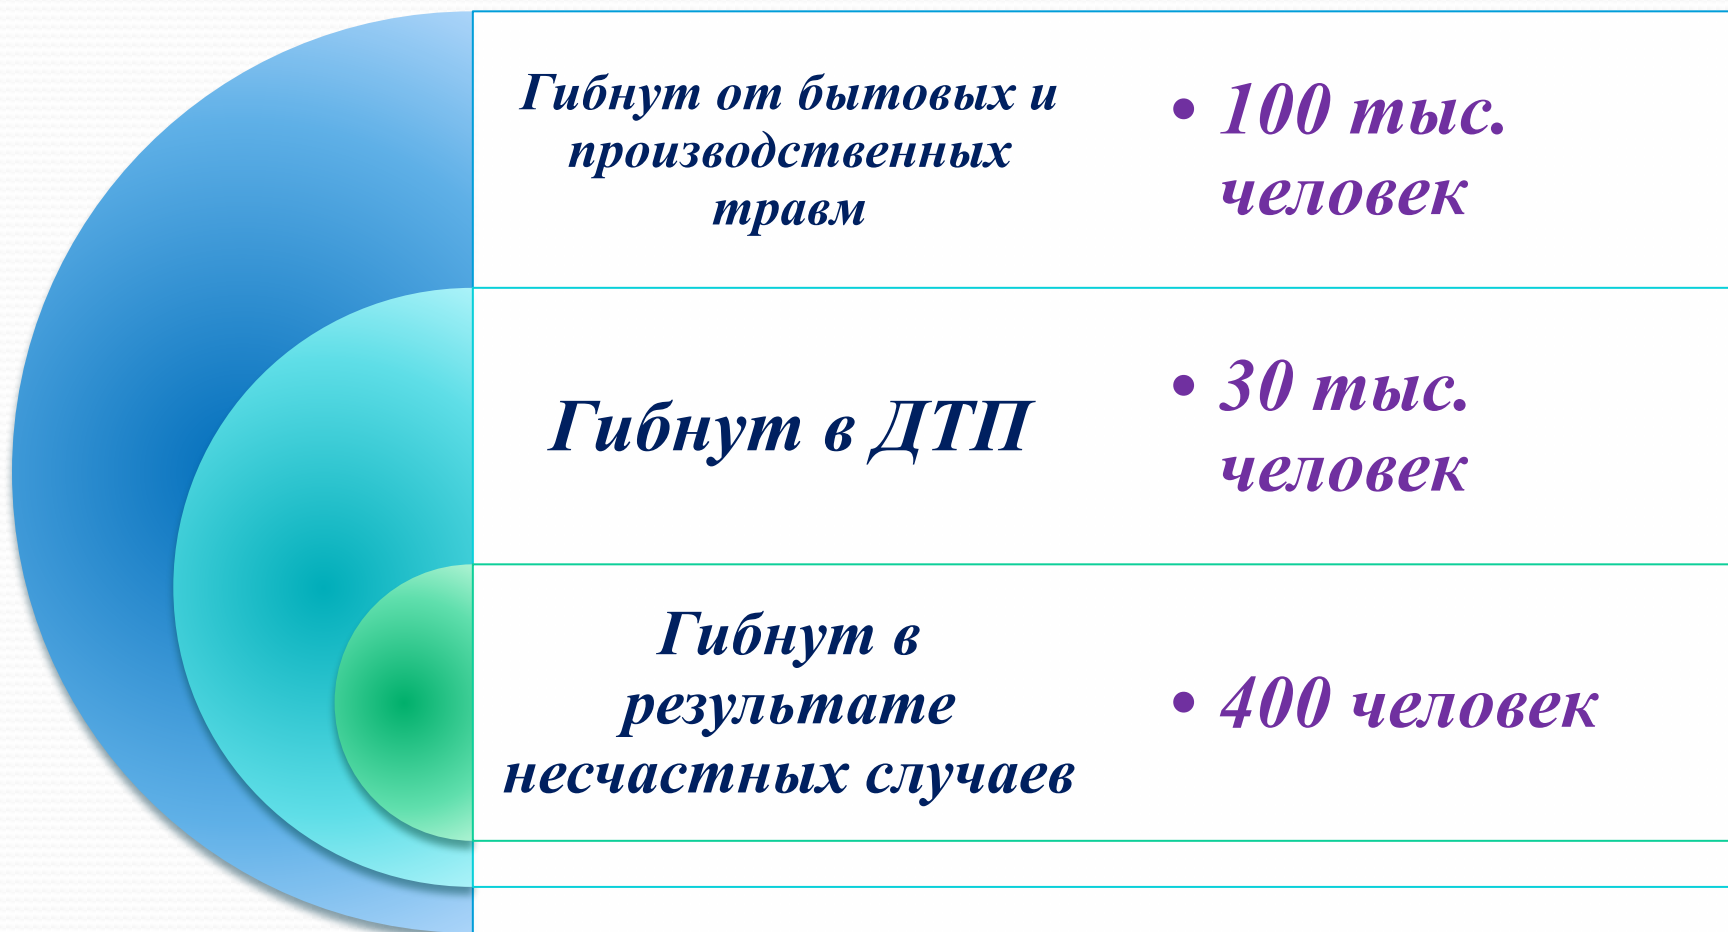 Гибнут от бытовых и
производственных
травм
• 100 тыс.
человек
Гибнут в ДТП
• 30 тыс.
человек
Гибнут в
результате
несчастных случаев
• 400 человек